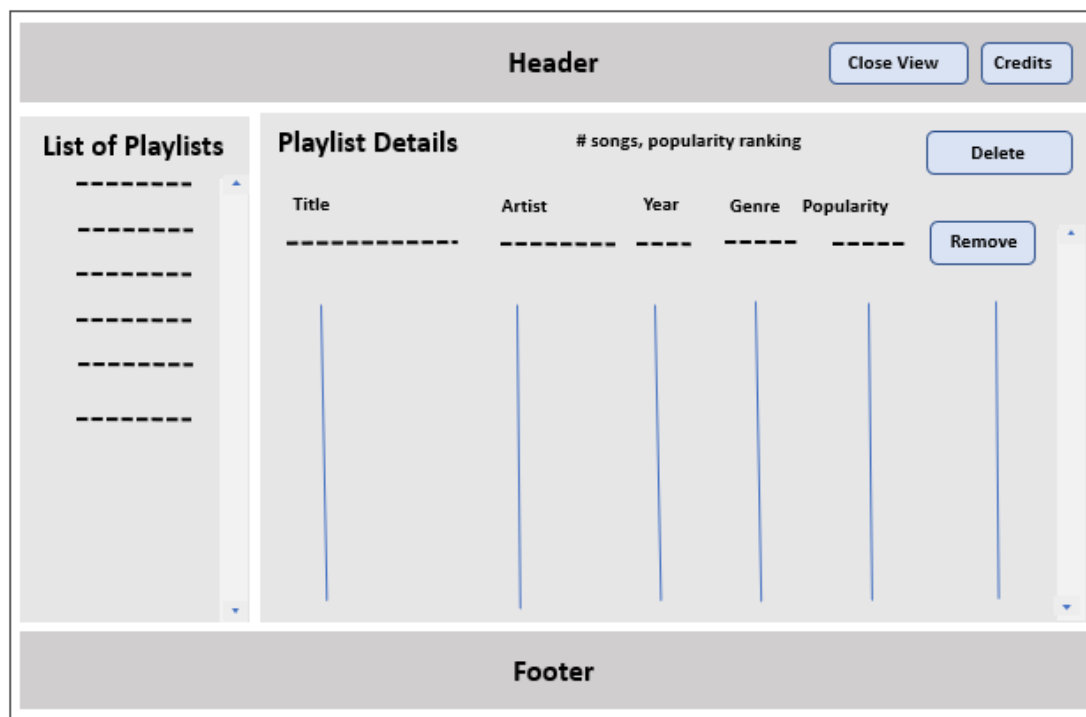 Header
Close View
Credits
List of Playlists
Playlist Details
# songs, popularity ranking
Delete
Title
Artist
Year
Genre
Popularity
Remove
Footer